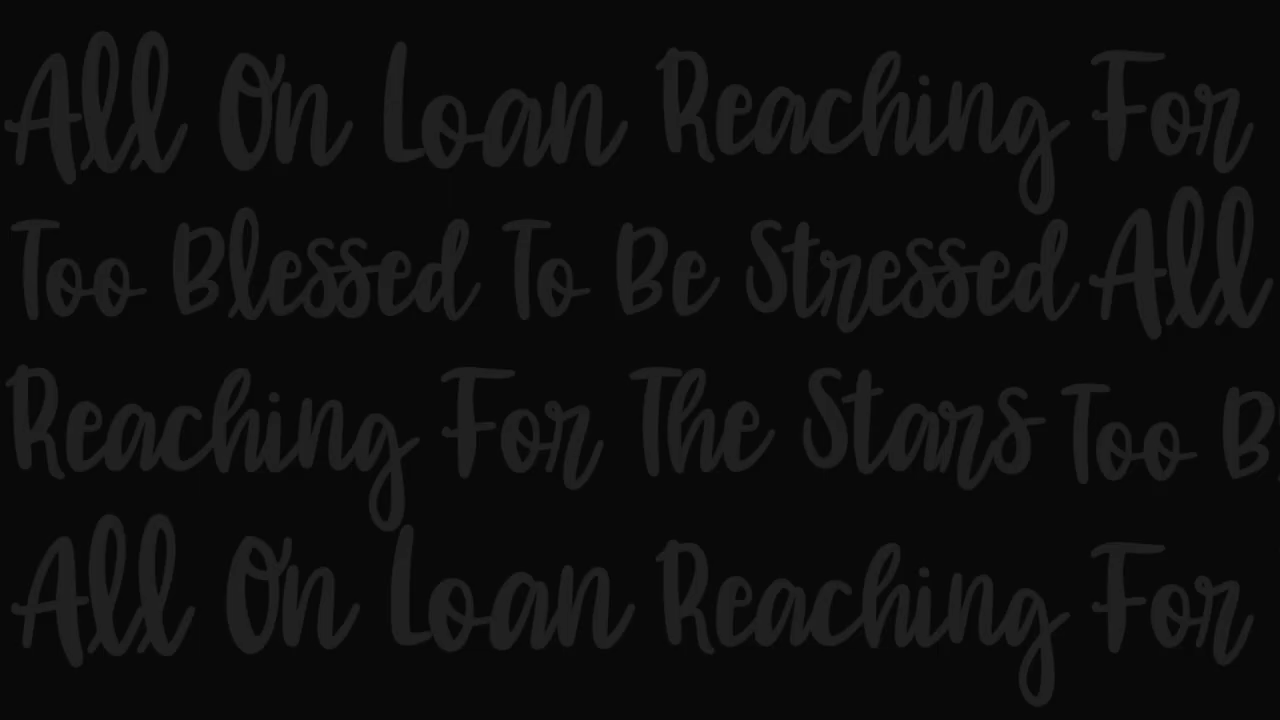 All On Loan Reaching For
Too Blessed To Be Stressed All
Reaching For The Stars Too B
All On Loan Reaching For